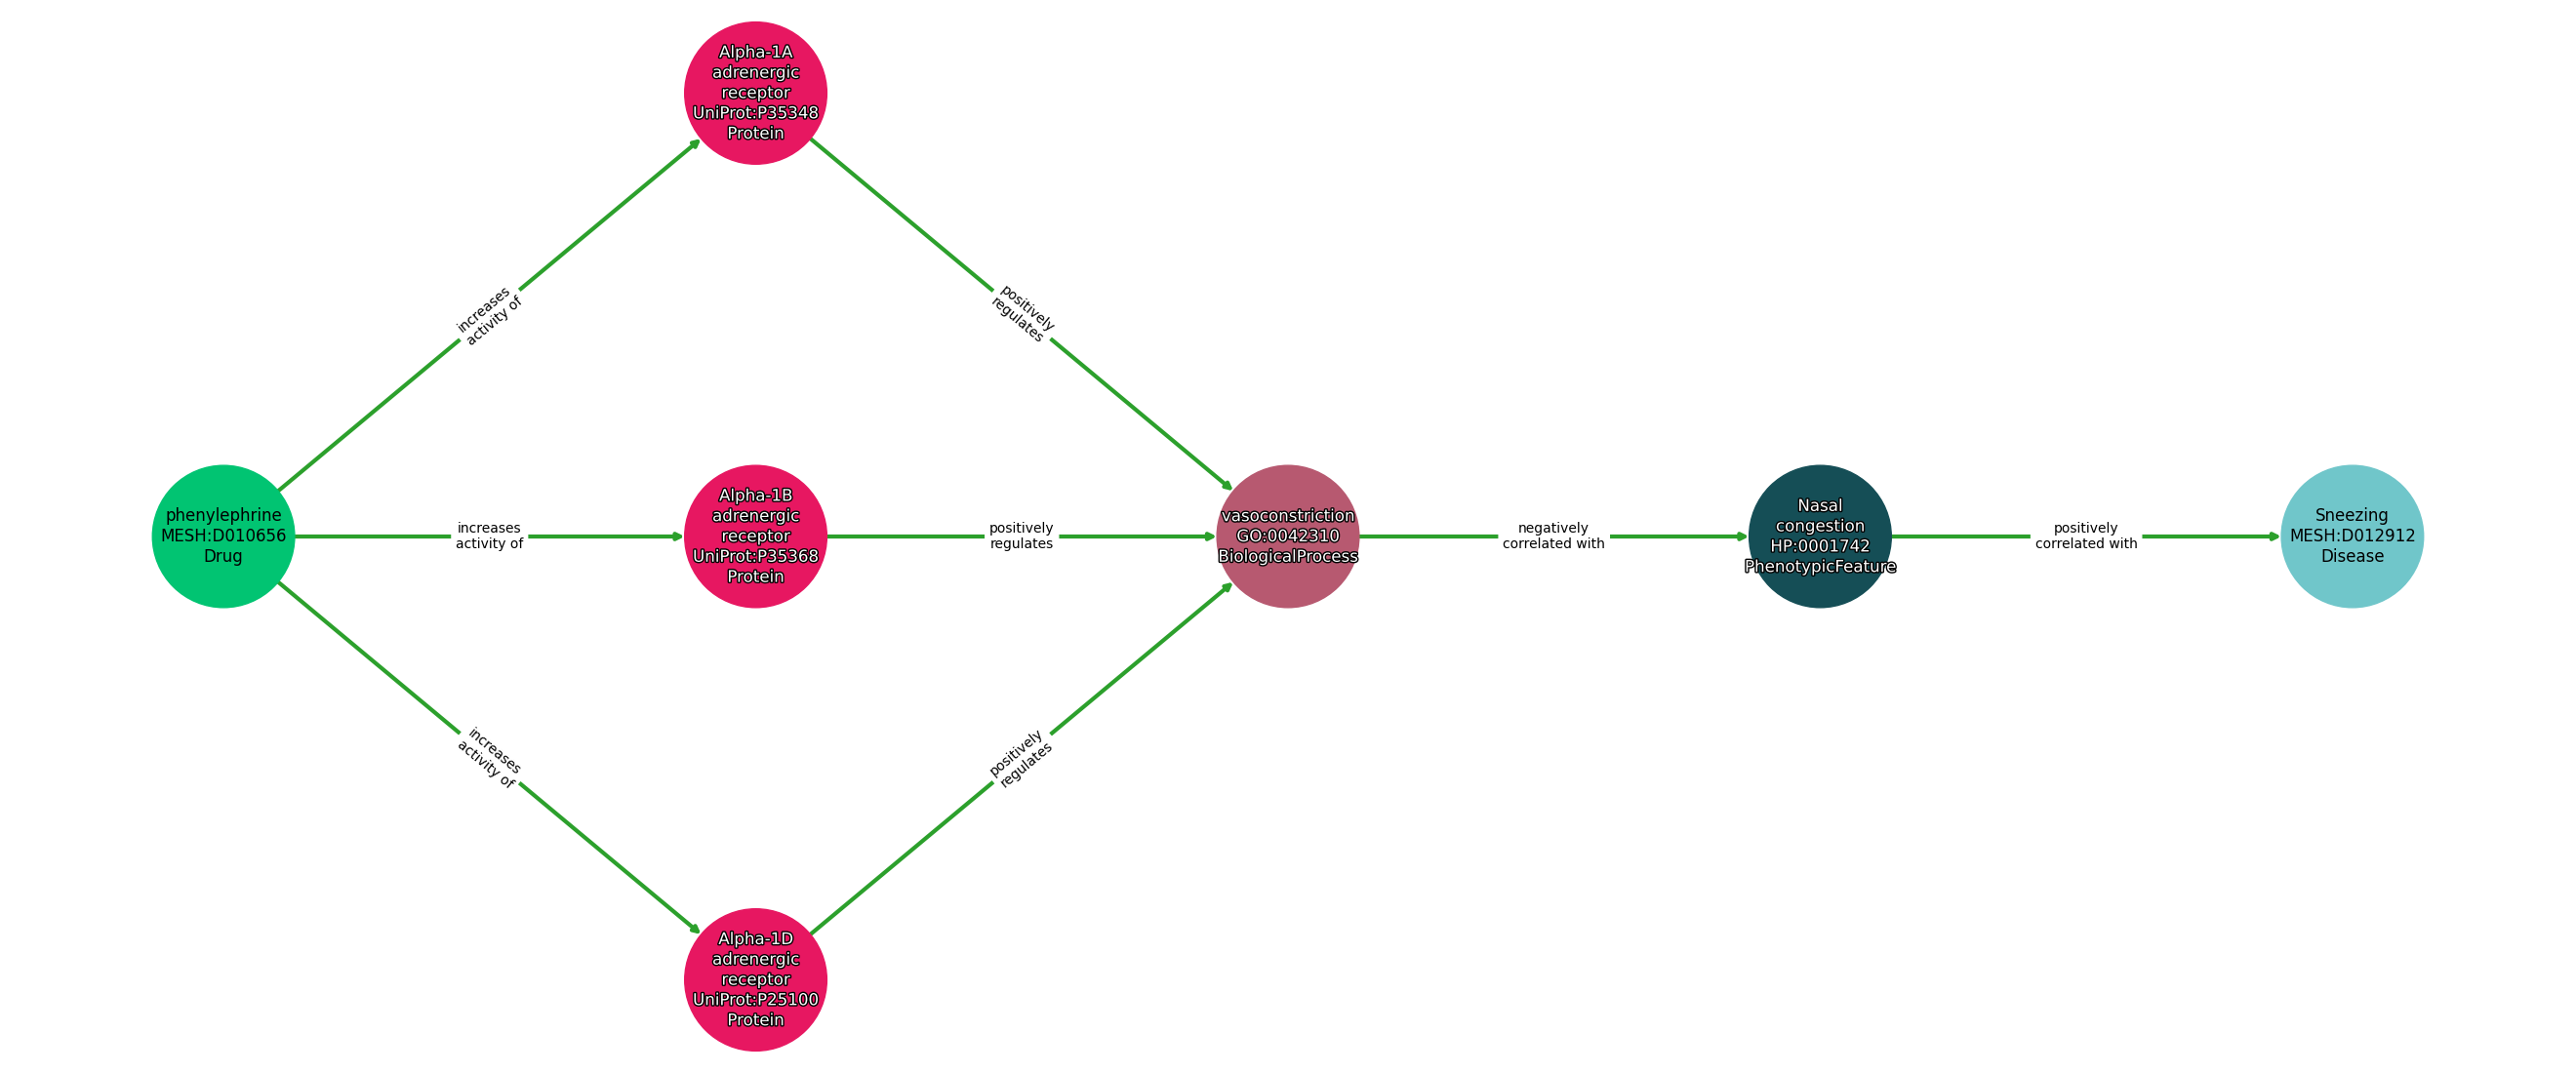 Alpha-1A
adrenergic
receptor
UniProt:P35348
Protein
increases
activity of
positively
regulates
phenylephrine
MESH:D010656
Drug
increases
activity of
Alpha-1B
adrenergic
receptor
UniProt:P35368
Protein
positively
regulates
vasoconstriction
GO:0042310
BiologicalProcess
negatively
correlated with
Nasal
congestion
HP:0001742
PhenotypicFeature
positively
correlated with
Sneezing
MESH:D012912
Disease
increases
activity of
positively
regulates
Alpha-1D
adrenergic
receptor
UniProt:P25100
Protein